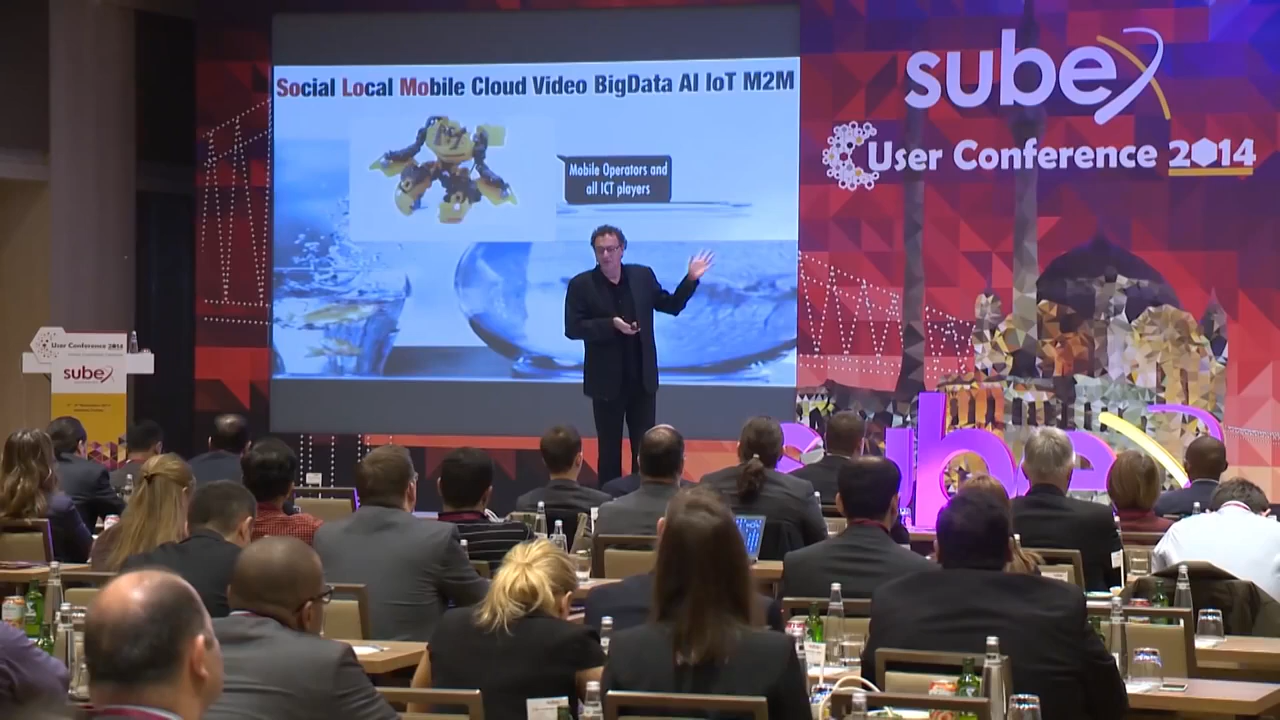 Social Local Mobile Cloud Video BigData AI IoT M2M
Mobile Operators and
all ICT players
subex
User Conference 2014
User Conference 2014
subex
subex